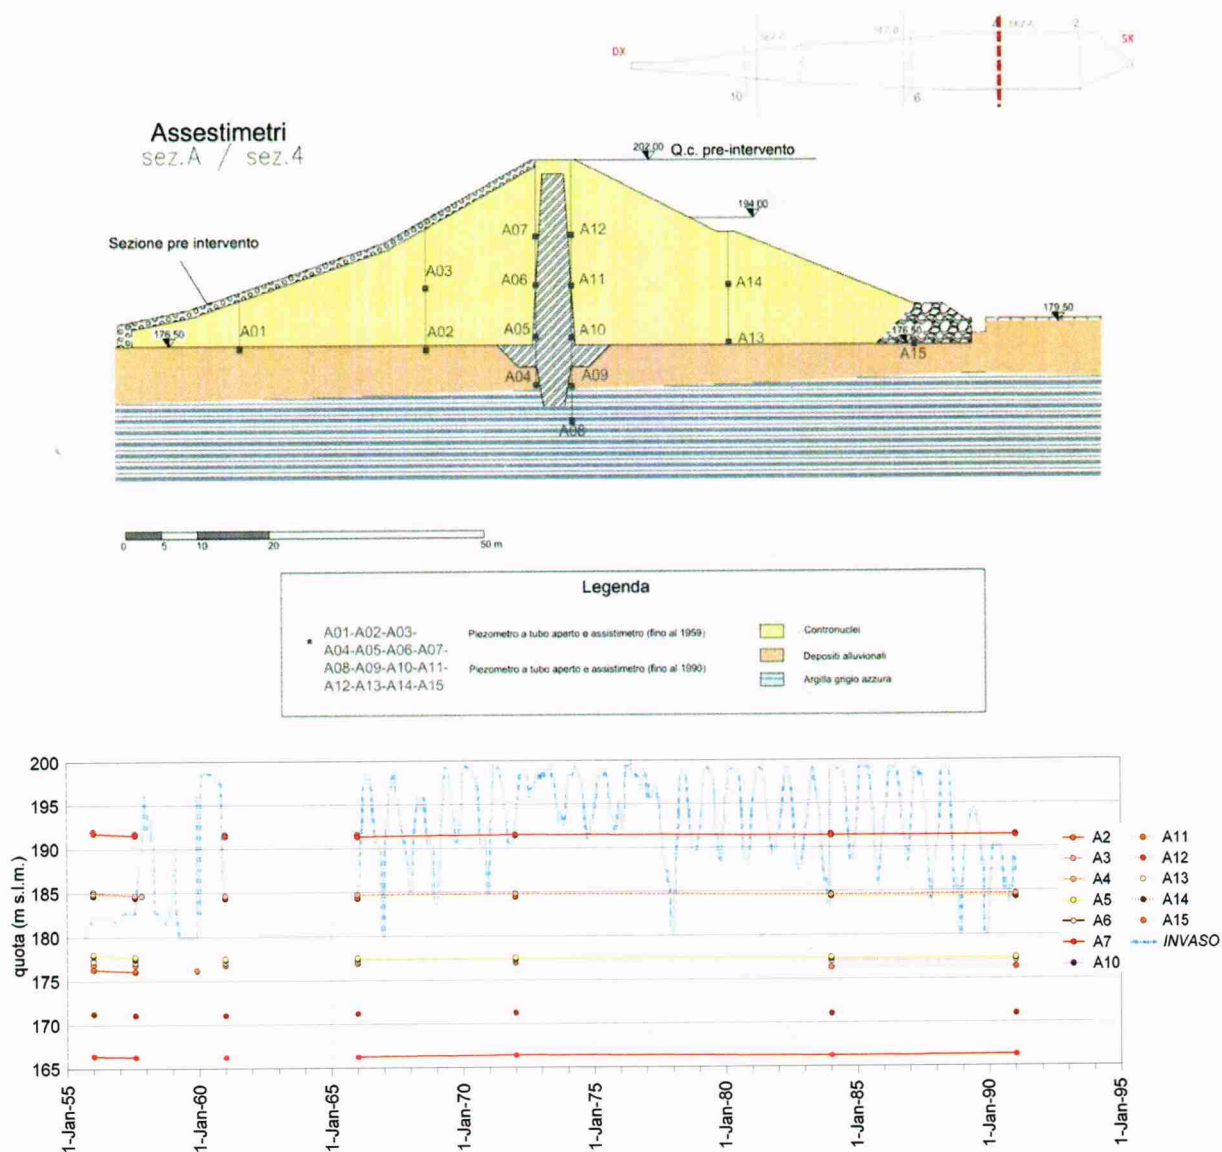 DX
SX
2
10
6
Assestimetri
sez.A / sez.4
202.00
Q.c. pre-intervento
194.00
Sezione pre intervento
A07
A12
A03
A06
A11
A14
179.50
176.50
A01
A02
A05
A10
A13
176.50
A15
A04
A09
A08
0 5 10 20 50 m
Legenda
A01-A02-A03- Piezometro a tubo aperto e assistimetro (fino al 1959)
A04-A05-A06-A07-
A08-A09-A10-A11- Piezometro a tubo aperto e assistimetro (fino al 1990)
A12-A13-A14-A15
Contronuclei
Depositi alluvionali
Argilla grigio azzura
quota (m s.l.m.)
200
195
190
185
180
175
170
165
1-Jan-55
1-Jan-60
1-Jan-65
1-Jan-70
1-Jan-75
1-Jan-80
1-Jan-85
1-Jan-90
1-Jan-95
A2
A3
A4
A5
A6
A7
A10
A11
A12
A13
A14
A15
INVASO